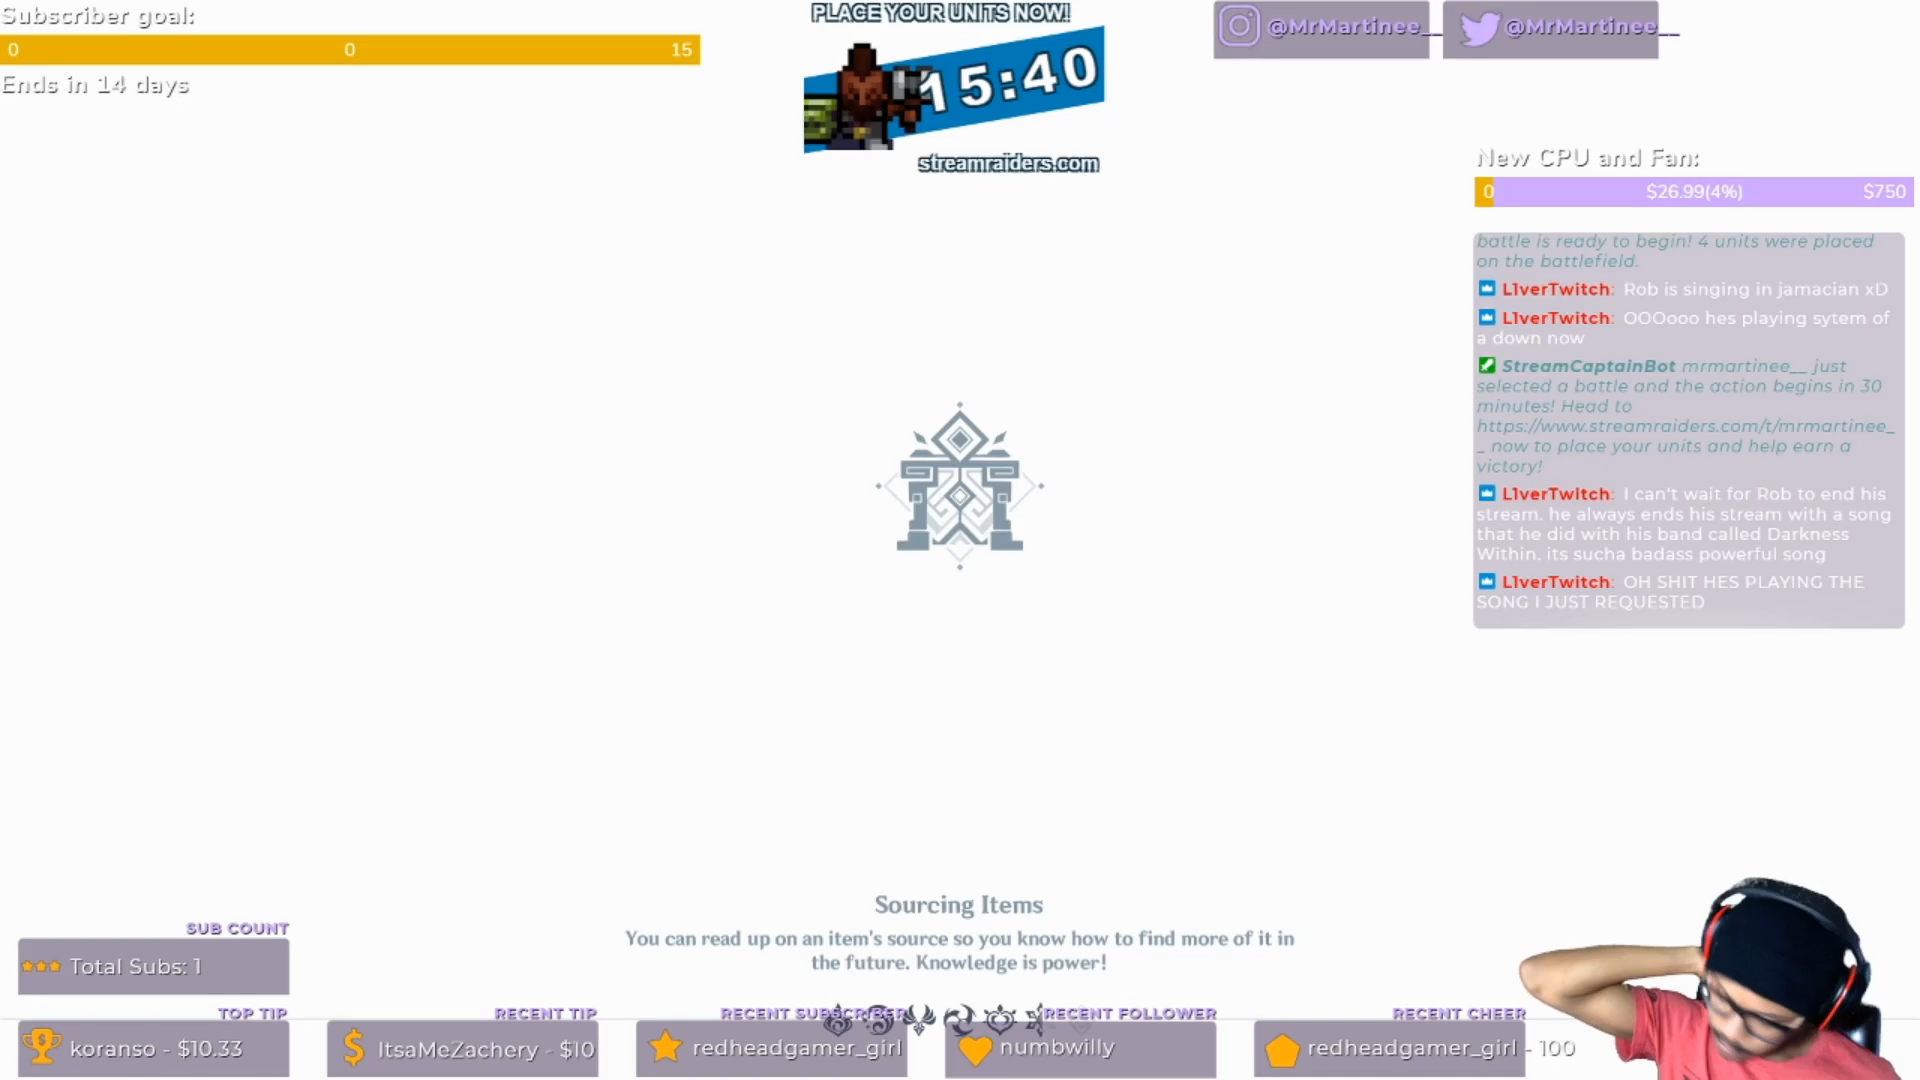 Subscriber goal:
0 0 15
Ends in 14 days
PLACE YOUR UNITS NOW!
15:40
streamraiders.com
@MrMartinee__
@MrMartinee__
New CPU and Fan:
0 $26.99(4%) $750
battle is ready to begin! 4 units were placed
on the battlefield.
L1verTwitch: Rob is singing in jamacian xD
L1verTwitch: OOOooo hes playing sytem of
a down now
StreamCaptainBot mrmartinee__ just
selected a battle and the action begins in 30
minutes! Head to
https://www.streamraiders.com/t/mrmartinee_
_ now to place your units and help earn a
victory!
L1verTwitch: I can't wait for Rob to end his
stream. he always ends his stream with a song
that he did with his band called Darkness
Within. its sucha badass powerful song
L1verTwitch: OH SHIT HES PLAYING THE
SONG I JUST REQUESTED
Sourcing Items
You can read up on an item's source so you know how to find more of it in
the future. Knowledge is power!
SUB COUNT
Total Subs: 1
TOP TIP
koranso - $10.33
RECENT TIP
ItsaMeZachery - $10
RECENT SUBSCRIBER
redheadgamer_girl
RECENT FOLLOWER
numbwilly
RECENT CHEER
redheadgamer_girl - 100